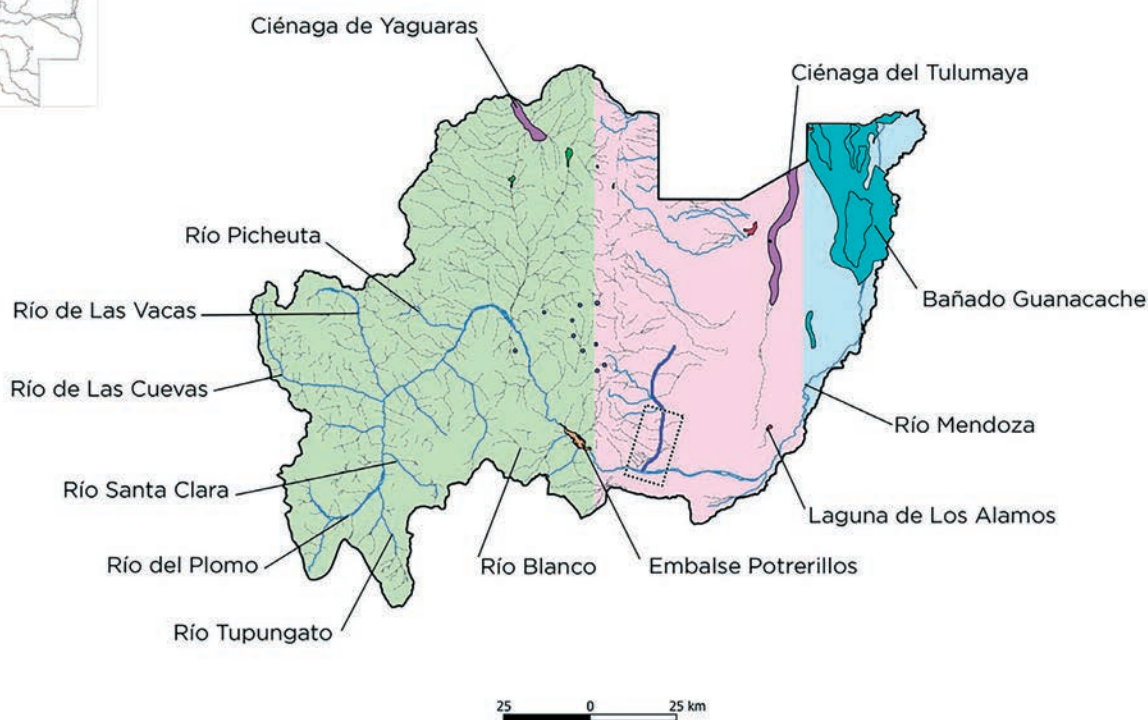 Ciénaga de Yaguaras
Ciénaga del Tulumaya
Río Picheuta
Río de Las Vacas
Bañado Guanacache
Río de Las Cuevas
Río Mendoza
Río Santa Clara
Laguna de Los Alamos
Río del Plomo
Río Blanco
Embalse Potrerillos
Río Tupungato
25 0 25 km